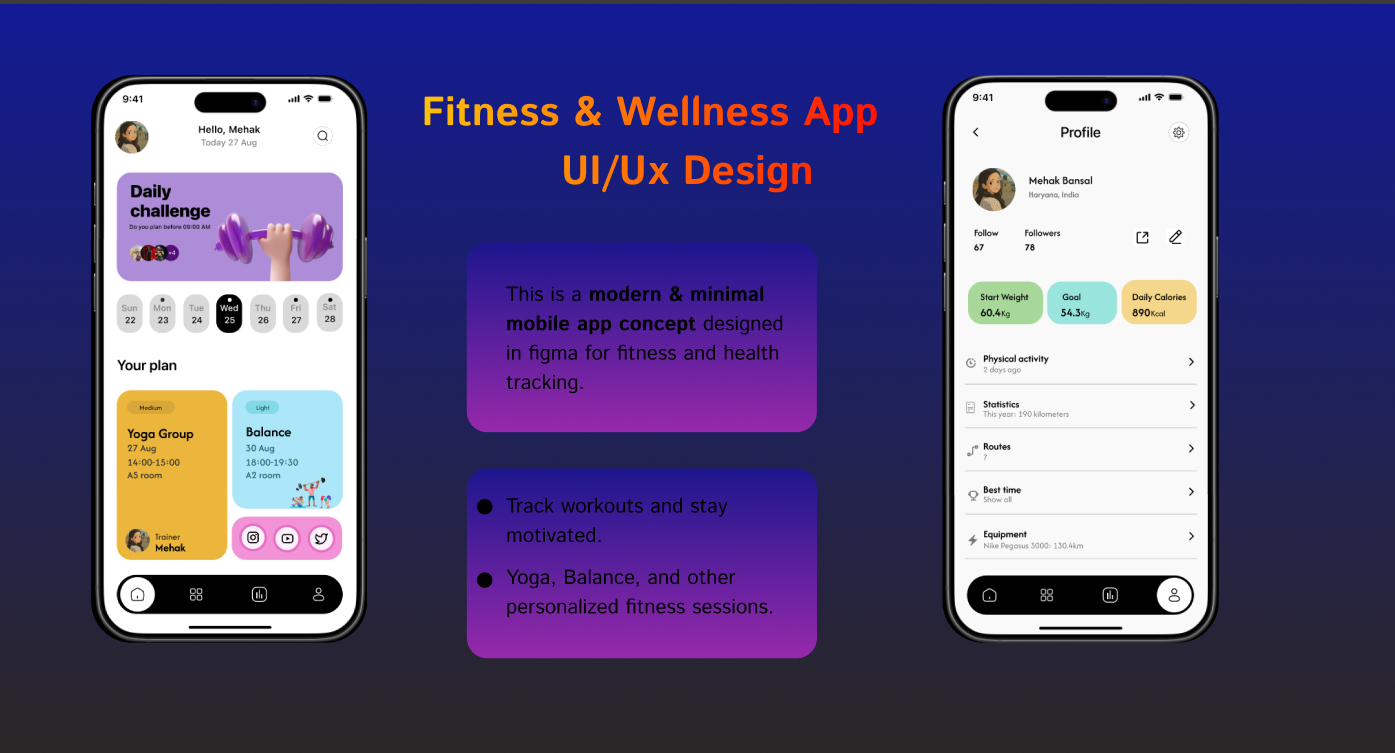 9:41
Hello, Mehak
Today 27 Aug
Daily
challenge
Do you plan before 09:00 AM
+4
Sun Mon Tue Wed Thu Fri Sat
22 23 24 25 26 27 28
Your plan
Medium
Yoga Group
27 Aug
14:00-15:00
A5 room
Trainer
Mehak
Light
Balance
30 Aug
18:00-19:30
A2 room
Fitness & Wellness App
UI/Ux Design
This is a modern & minimal
mobile app concept designed
in figma for fitness and health
tracking.
● Track workouts and stay
motivated.
● Yoga, Balance, and other
personalized fitness sessions.
9:41
Profile
Mehak Bansal
Haryana, India
Follow Followers
67 78
Start Weight
60.4Kg
Goal
54.3Kg
Daily Calories
890Kcal
Physical activity
2 days ago
Statistics
This year: 190 kilometers
Routes
7
Best time
Show all
Equipment
Nike Pegasus 3000: 130.4km